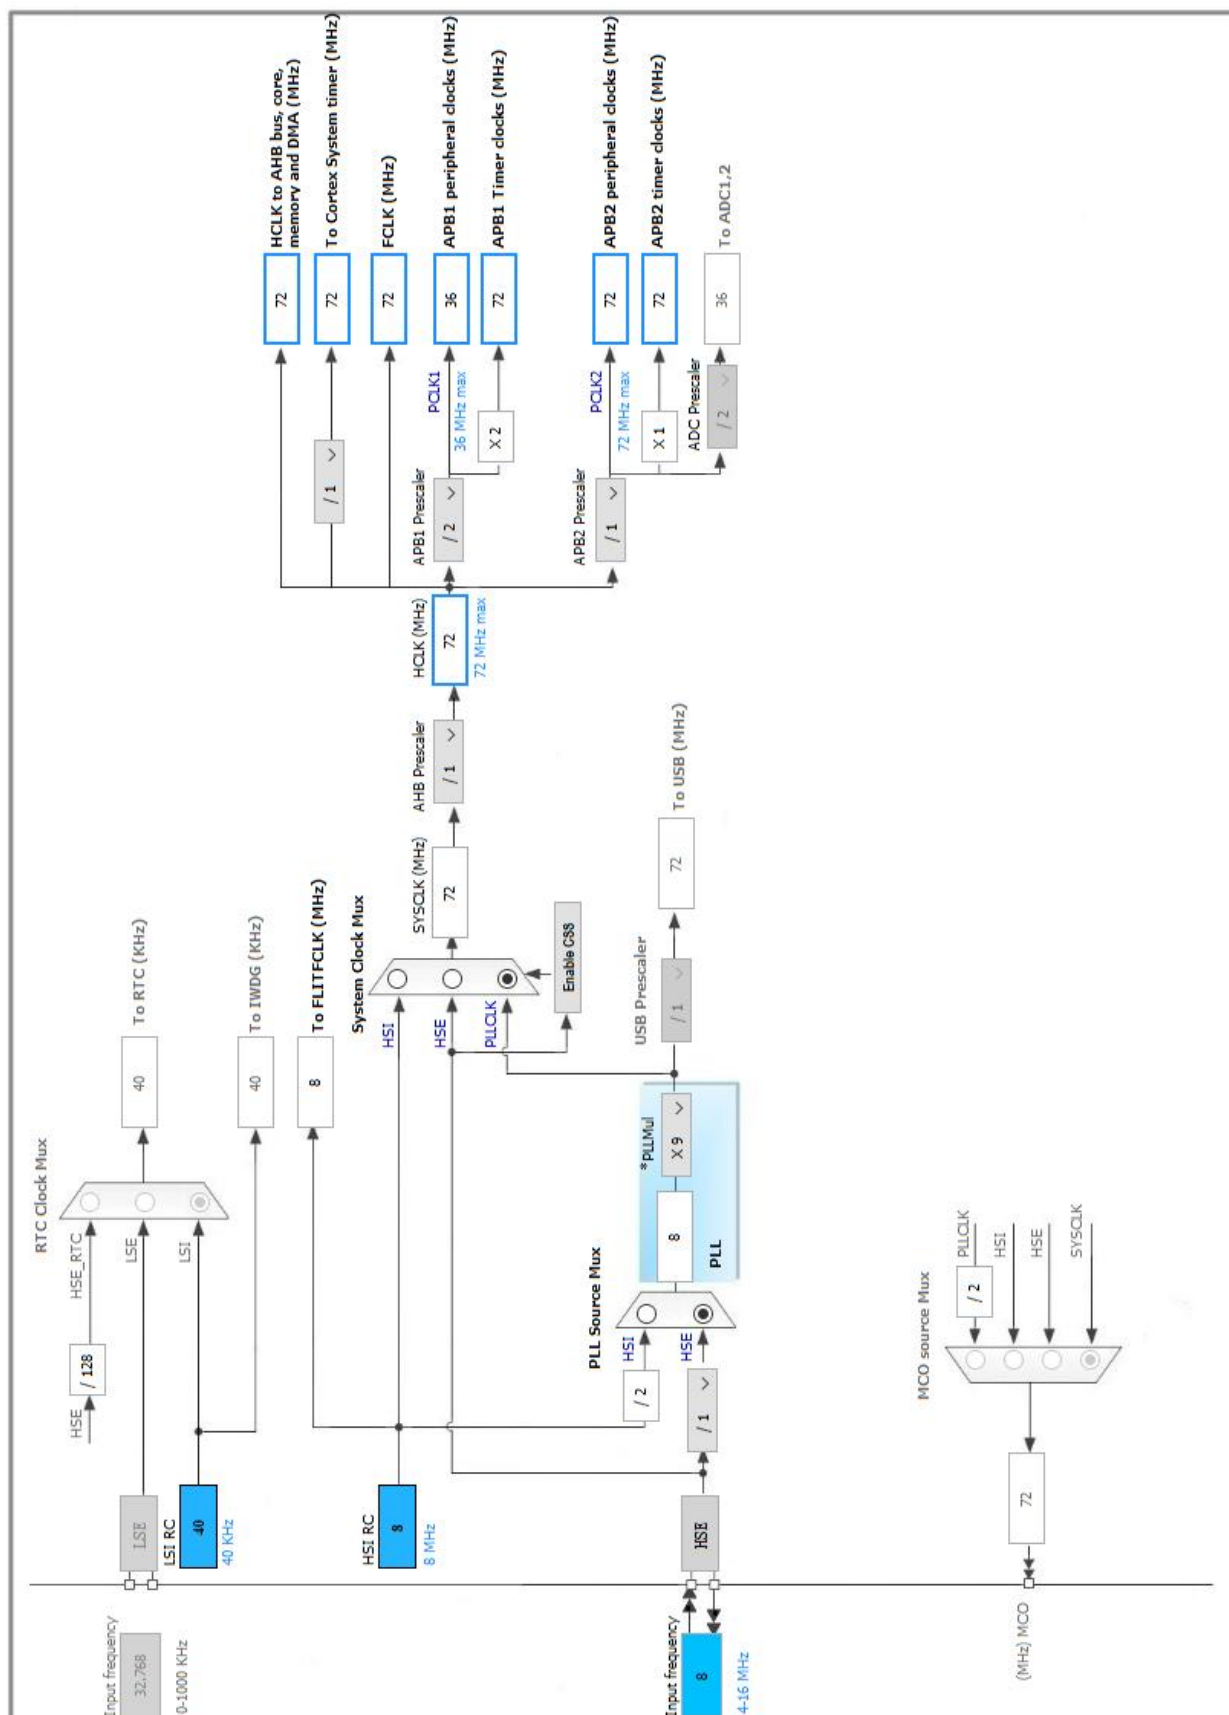 Input frequency
32.768
0-1000 KHz
LSE
LSI RC
40
40 KHz
HSE
/ 128
HSE_RTC
LSE
LSI
RTC Clock Mux
40
To RTC (KHz)
40
To IWDG (KHz)
HSI RC
8
8 MHz
8
To FLITFCLK (MHz)
System Clock Mux
HSI
HSE
PLLCLK
Enable CSS
SYSCLK (MHz)
72
AHB Prescaler
/ 1
HCLK (MHz)
72
72 MHz max
72
HCLK to AHB bus, core,
memory and DMA (MHz)
/ 1
72
To Cortex System timer (MHz)
72
FCLK (MHz)
APB1 Prescaler
/ 2
PCLK1
36 MHz max
36
APB1 peripheral clocks (MHz)
X 2
72
APB1 Timer clocks (MHz)
APB2 Prescaler
/ 1
PCLK2
72 MHz max
72
APB2 peripheral clocks (MHz)
X 1
72
APB2 timer clocks (MHz)
ADC Prescaler
/ 2
36
To ADC1,2
Input frequency
8
4-16 MHz
HSE
/ 1
/ 2
PLL Source Mux
HSI
HSE
8
*PLLMul
X 9
PLL
USB Prescaler
/ 1
72
To USB (MHz)
(MHz) MCO
72
MCO source Mux
/ 2
PLLCLK
HSI
HSE
SYSCLK